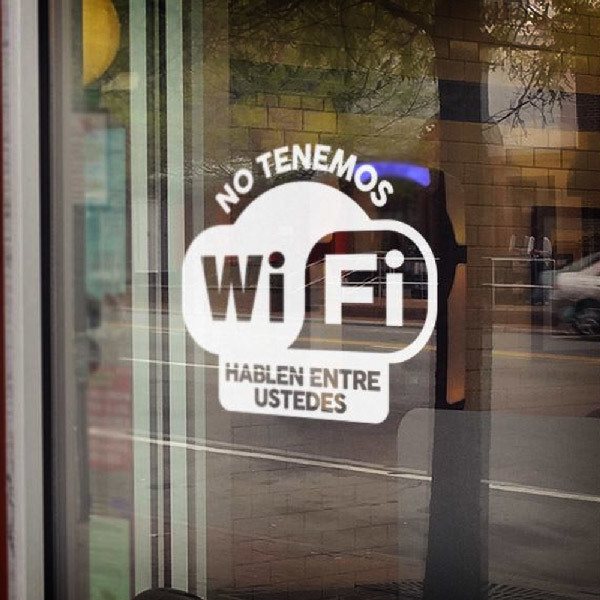 NO TENEMOS
WiFi
HABLEN ENTRE
USTEDES